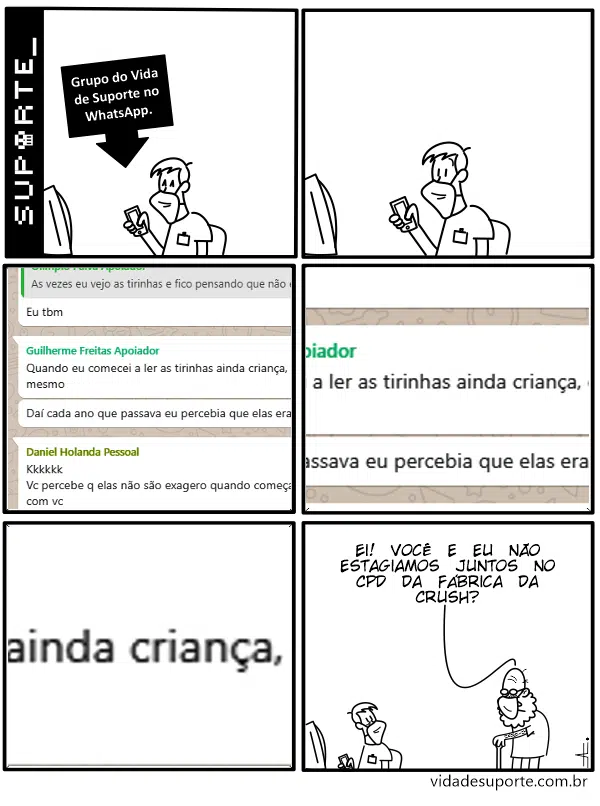 SUPORTE_
Grupo do Vida
de Suporte no
WhatsApp.
Olimpio Paiva Apoiador
As vezes eu vejo as tirinhas e fico pensando que não
Eu tbm
Guilherme Freitas Apoiador
Quando eu comecei a ler as tirinhas ainda criança,
mesmo
Daí cada ano que passava eu percebia que elas era
Daniel Holanda Pessoal
Kkkkkk
Vc percebe q elas não são exagero quando começa
com vc
oiador
a ler as tirinhas ainda criança,
assava eu percebia que elas era
ainda criança,
EI! VOCÊ E EU NÃO
ESTAGIAMOS JUNTOS NO
CPD DA FÁBRICA DA
CRUSH?
vidadesuporte.com.br